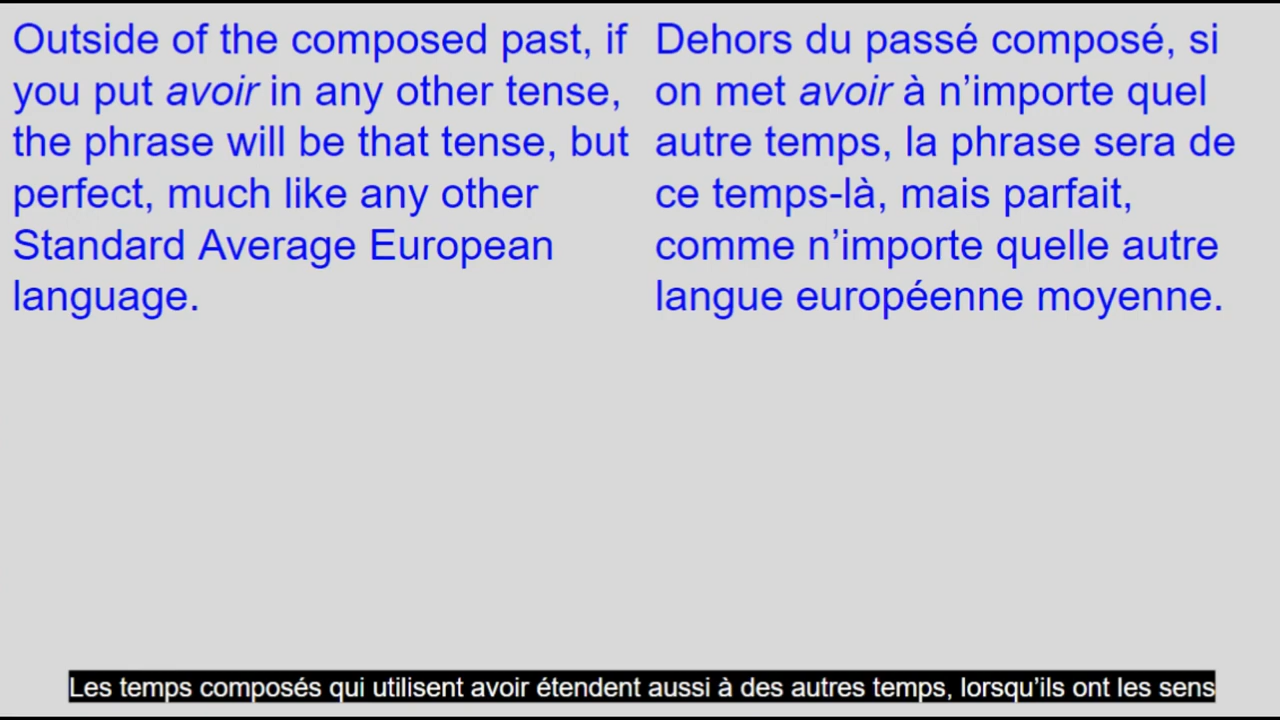 Outside of the composed past, if
you put avoir in any other tense,
the phrase will be that tense, but
perfect, much like any other
Standard Average European
language.
Dehors du passé composé, si
on met avoir à n’importe quel
autre temps, la phrase sera de
ce temps-là, mais parfait,
comme n’importe quelle autre
langue européenne moyenne.
Les temps composés qui utilisent avoir étendent aussi à des autres temps, lorsqu’ils ont les sens